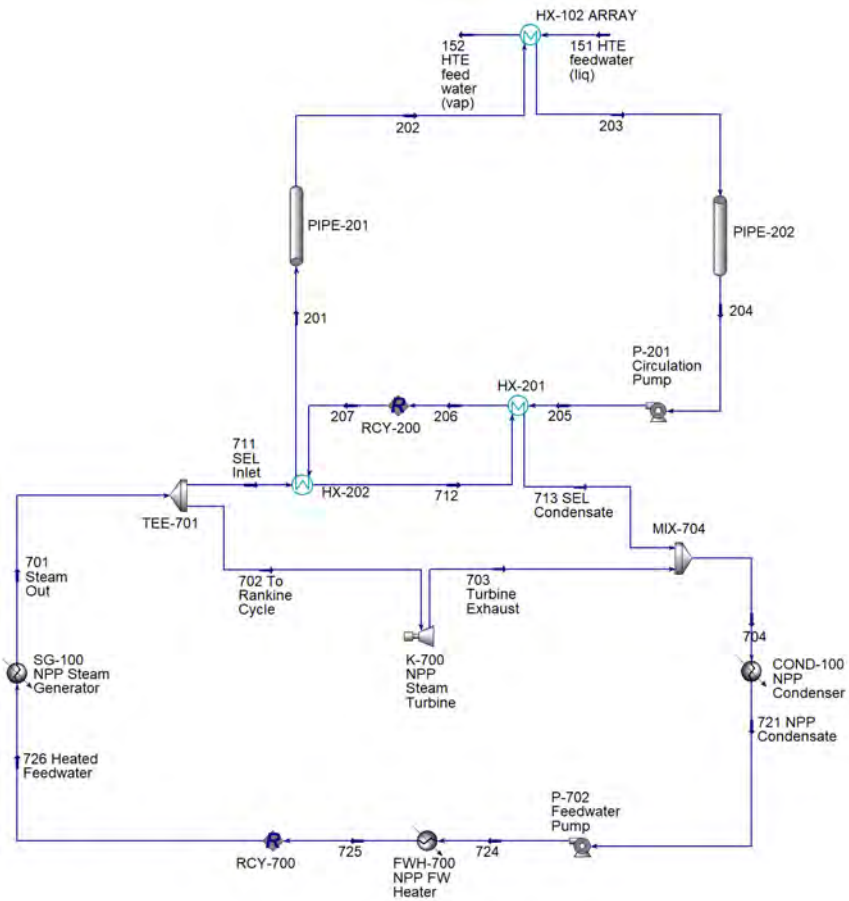 HX-102 ARRAY
152
HTE
feed
water
(vap)
151 HTE
feedwater
(liq)
202
203
PIPE-201
PIPE-202
201
204
P-201
Circulation
Pump
HX-201
207
R
206
205
RCY-200
711
SEL
Inlet
HX-202
712
713 SEL
Condensate
TEE-701
MIX-704
701
Steam
Out
702 To
Rankine
Cycle
703
Turbine
Exhaust
704
SG-100
NPP Steam
Generator
K-700
NPP
Steam
Turbine
COND-100
NPP
Condenser
721 NPP
Condensate
726 Heated
Feedwater
P-702
Feedwater
Pump
R
RCY-700
725
FWH-700
NPP FW
Heater
724